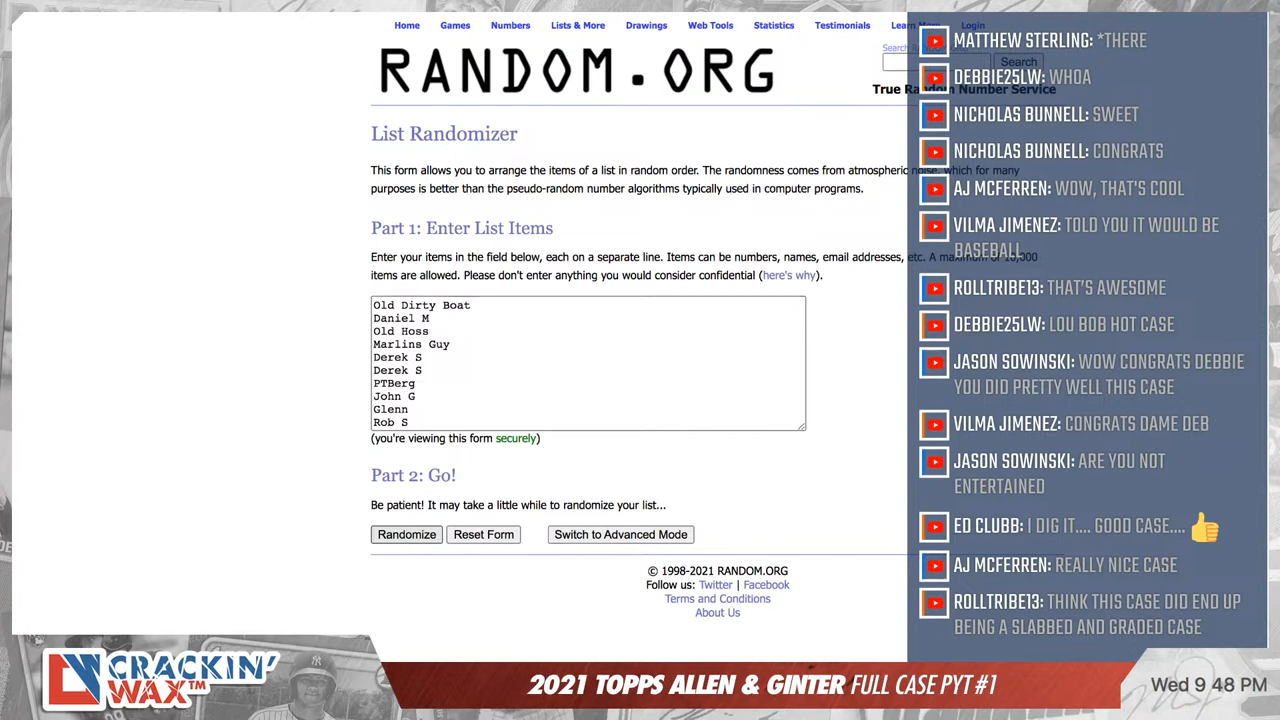 Home Games Numbers Lists & More Drawings Web Tools Statistics Testimonials Learn More Login
RANDOM.ORG
Search
Search
True Random Number Service
List Randomizer
This form allows you to arrange the items of a list in random order. The randomness comes from atmospheric noise, which for many
purposes is better than the pseudo-random number algorithms typically used in computer programs.
Part 1: Enter List Items
Enter your items in the field below, each on a separate line. Items can be numbers, names, email addresses, etc. A maximum of 10,000
items are allowed. Please don't enter anything you would consider confidential (here's why).
Old Dirty Boat
Daniel M
Old Hoss
Marlins Guy
Derek S
Derek S
PTBerg
John G
Glenn
Rob S
(you're viewing this form securely)
Part 2: Go!
Be patient! It may take a little while to randomize your list...
Randomize Reset Form Switch to Advanced Mode
© 1998-2021 RANDOM.ORG
Follow us: Twitter | Facebook
Terms and Conditions
About Us
MATTHEW STERLING: *THERE
DEBBIE25LW: WHOA
NICHOLAS BUNNELL: SWEET
NICHOLAS BUNNELL: CONGRATS
AJ MCFERREN: WOW, THAT'S COOL
VILMA JIMENEZ: TOLD YOU IT WOULD BE
BASEBALL
ROLLTRIBE13: THAT'S AWESOME
DEBBIE25LW: LOU BOB HOT CASE
JASON SOWINSKI: WOW CONGRATS DEBBIE
YOU DID PRETTY WELL THIS CASE
VILMA JIMENEZ: CONGRATS DAME DEB
JASON SOWINSKI: ARE YOU NOT
ENTERTAINED
ED CLUBB: I DIG IT.... GOOD CASE.... 👍
AJ MCFERREN: REALLY NICE CASE
ROLLTRIBE13: THINK THIS CASE DID END UP
BEING A SLABBED AND GRADED CASE
CRACKIN'
WAX™
2021 TOPPS ALLEN & GINTER FULL CASE PYT #1
Wed 9 48 PM